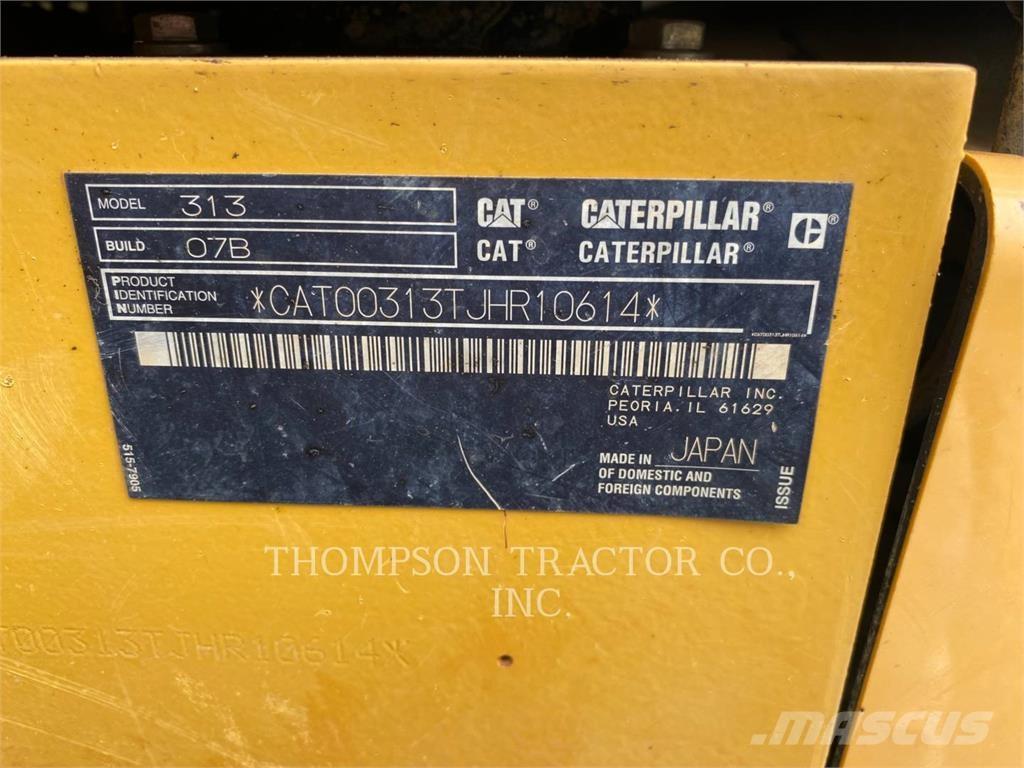 MODEL 313
BUILD 07B
CAT® CATERPILLAR®
CAT® CATERPILLAR®
C®
PRODUCT
IDENTIFICATION
NUMBER
*CAT00313TJHR10614*
*CAT00313TJHR10614*
CATERPILLAR INC.
PEORIA. IL 61629
USA
MADE IN JAPAN
OF DOMESTIC AND
FOREIGN COMPONENTS
515-7905
ISSUE
THOMPSON TRACTOR CO.,
INC.
T00313TJHR10614*
MASCUS